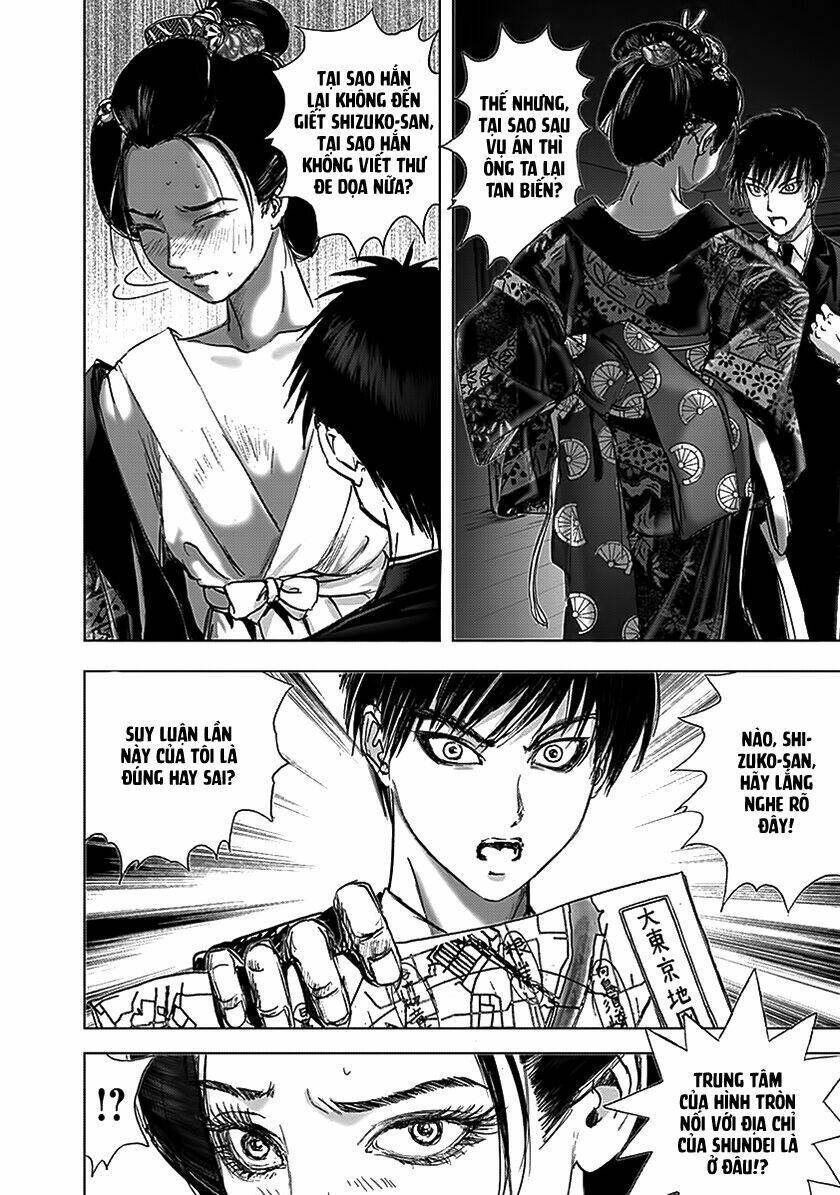 THẾ NHƯNG,
TẠI SAO SAU
VỤ ÁN THÌ
ÔNG TA LẠI
TAN BIẾN?
TẠI SAO HẮN
LẠI KHÔNG ĐẾN
GIẾT SHIZUKO-SAN,
TẠI SAO HẮN
KHÔNG VIẾT THƯ
ĐE DỌA NỮA?
NÀO, SHI-
ZUKO-SAN,
HÃY LẮNG
NGHE RÕ
ĐÂY!
SUY LUẬN LẦN
NÀY CỦA TÔI LÀ
ĐÚNG HAY SAI?
大東京地
TRUNG TÂM
CỦA HÌNH TRÒN
NỐI VỚI ĐỊA CHỈ
CỦA SHUNDEI LÀ
Ở ĐÂU!?
!?